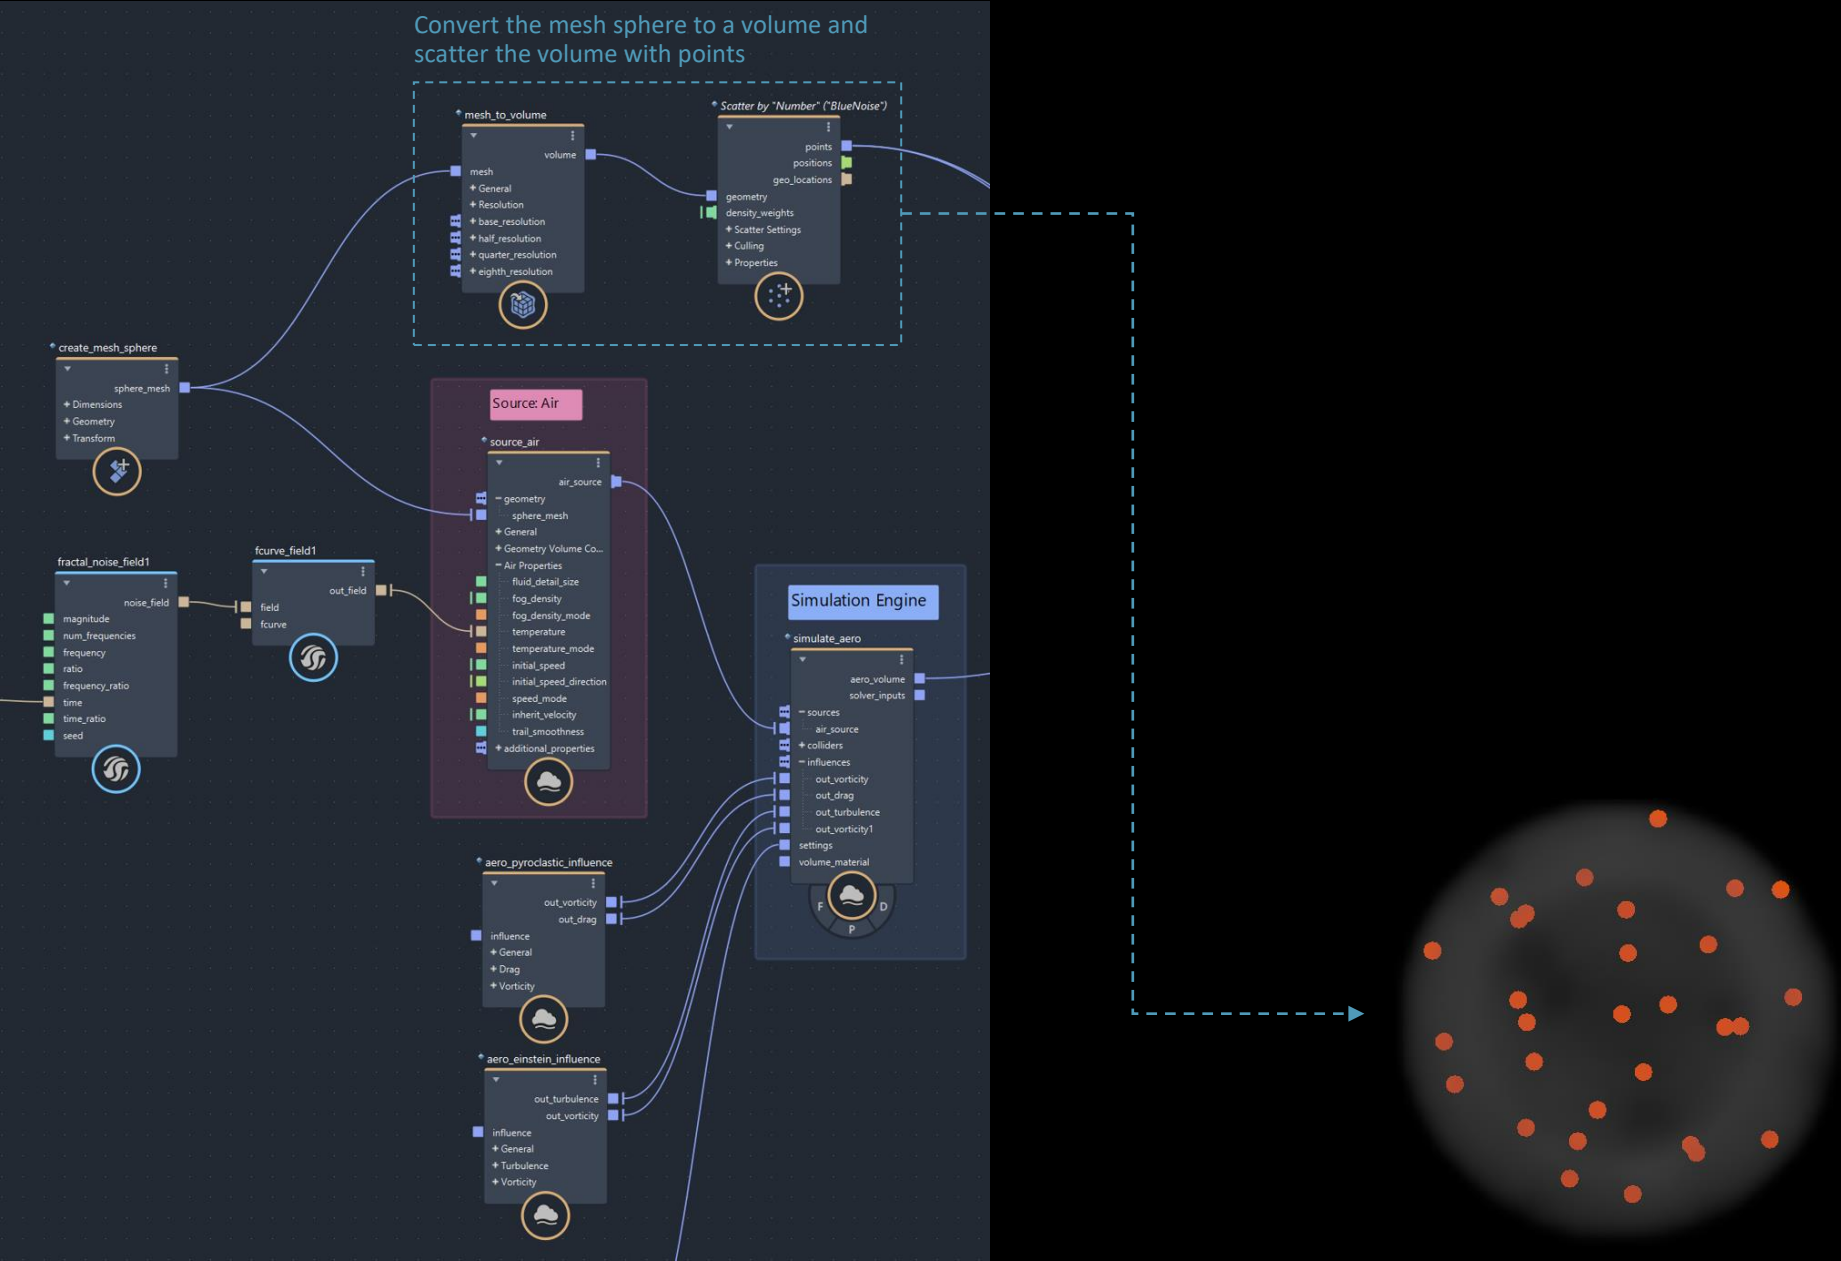 Convert the mesh sphere to a volume and
scatter the volume with points
mesh_to_volume
volume
mesh
General
Resolution
base_resolution
half_resolution
quarter_resolution
eighth_resolution
Scatter by "Number" ("BlueNoise")
points
positions
geo_locations
geometry
density_weights
Scatter Settings
Culling
Properties
create_mesh_sphere
sphere_mesh
Dimensions
Geometry
Transform
Source: Air
source_air
air_source
geometry
sphere_mesh
General
Geometry Volume Co...
Air Properties
fluid_detail_size
fog_density
fog_density_mode
temperature
temperature_mode
initial_speed
initial_speed_direction
speed_mode
inherit_velocity
trail_smoothness
additional_properties
fractal_noise_field1
noise_field
magnitude
num_frequencies
frequency
ratio
frequency_ratio
time
time_ratio
seed
fcurve_field1
out_field
field
fcurve
Simulation Engine
simulate_aero
aero_volume
solver_inputs
sources
air_source
colliders
influences
out_vorticity
out_drag
out_turbulence
out_vorticity1
settings
volume_material
F
D
P
aero_pyroclastic_influence
out_vorticity
out_drag
influence
General
Drag
Vorticity
aero_einstein_influence
out_turbulence
out_vorticity
influence
General
Turbulence
Vorticity